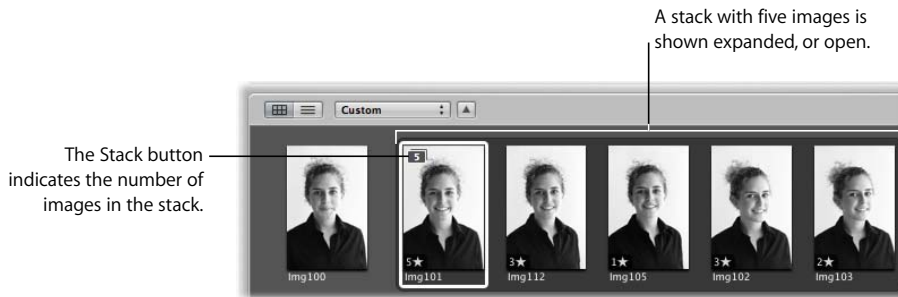 A stack with five images is
shown expanded, or open.
Custom
The Stack button
indicates the number of
images in the stack.
5
5★
3★
1★
3★
2★
Img100
Img101
Img112
Img105
Img102
Img103